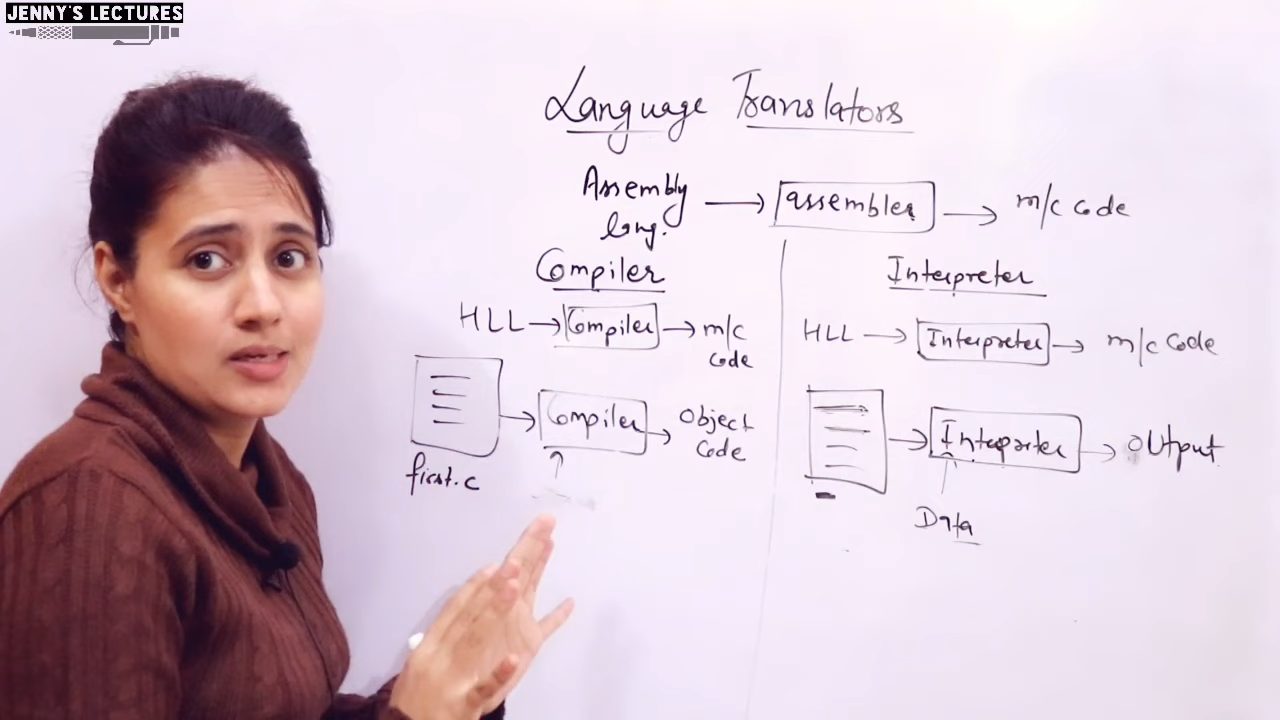 JENNY'S LECTURES
Language Translators
Assembly
lang.
assembler
m/c code
Compiler
HLL
Compiler
m/c
code
first.c
Compiler
Object
Code
Interpreter
HLL
Interpreter
m/c Code
Interporter
Output
Data